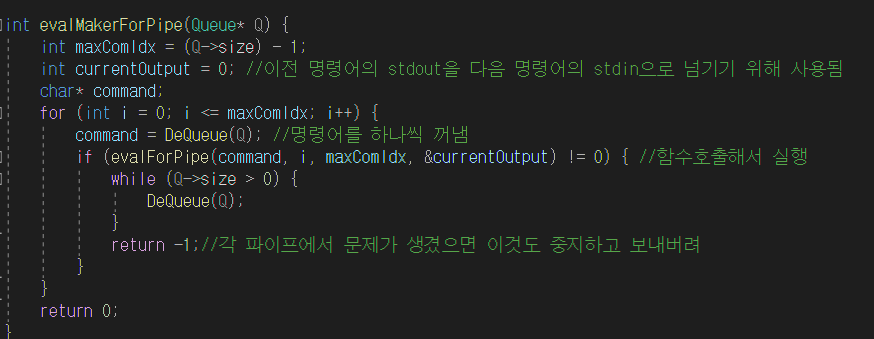 int evalMakerForPipe(Queue* Q) {
int maxComIdx = (Q->size) - 1;
int currentOutput = 0; //이전 명령어의 stdout을 다음 명령어의 stdin으로 넘기기 위해 사용됨
char* command;
for (int i = 0; i <= maxComIdx; i++) {
command = DeQueue(Q); //명령어를 하나씩 꺼냄
if (evalForPipe(command, i, maxComIdx, &currentOutput) != 0) { //함수호출해서 실행
while (Q->size > 0) {
DeQueue(Q);
}
return -1;//각 파이프에서 문제가 생겼으면 이것도 중지하고 보내버려
}
}
return 0;
}